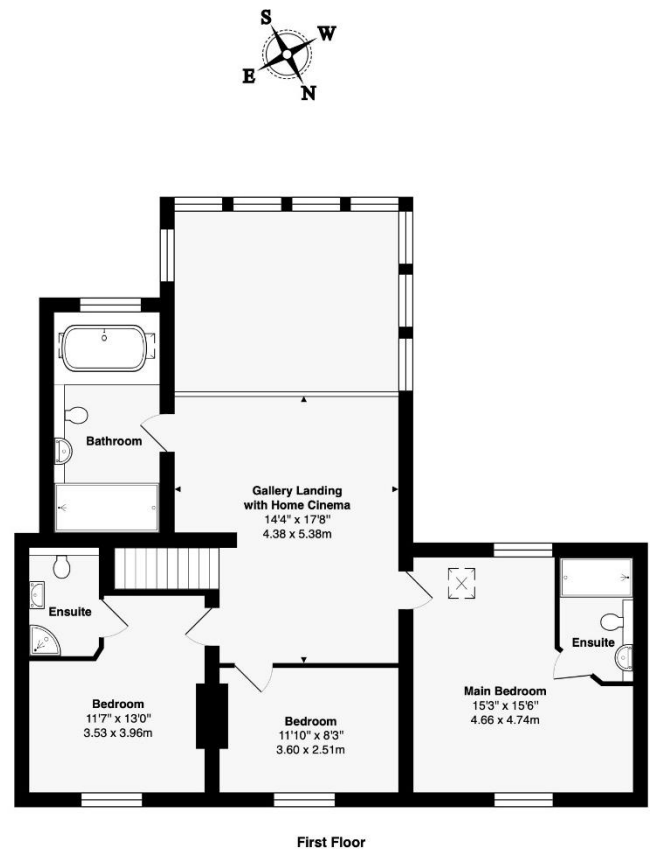 S
W
E
N
Bathroom
Gallery Landing
with Home Cinema
14'4" x 17'8"
4.38 x 5.38m
Ensuite
Ensuite
Bedroom
11'7" x 13'0"
3.53 x 3.96m
Bedroom
11'10" x 8'3"
3.60 x 2.51m
Main Bedroom
15'3" x 15'6"
4.66 x 4.74m
First Floor